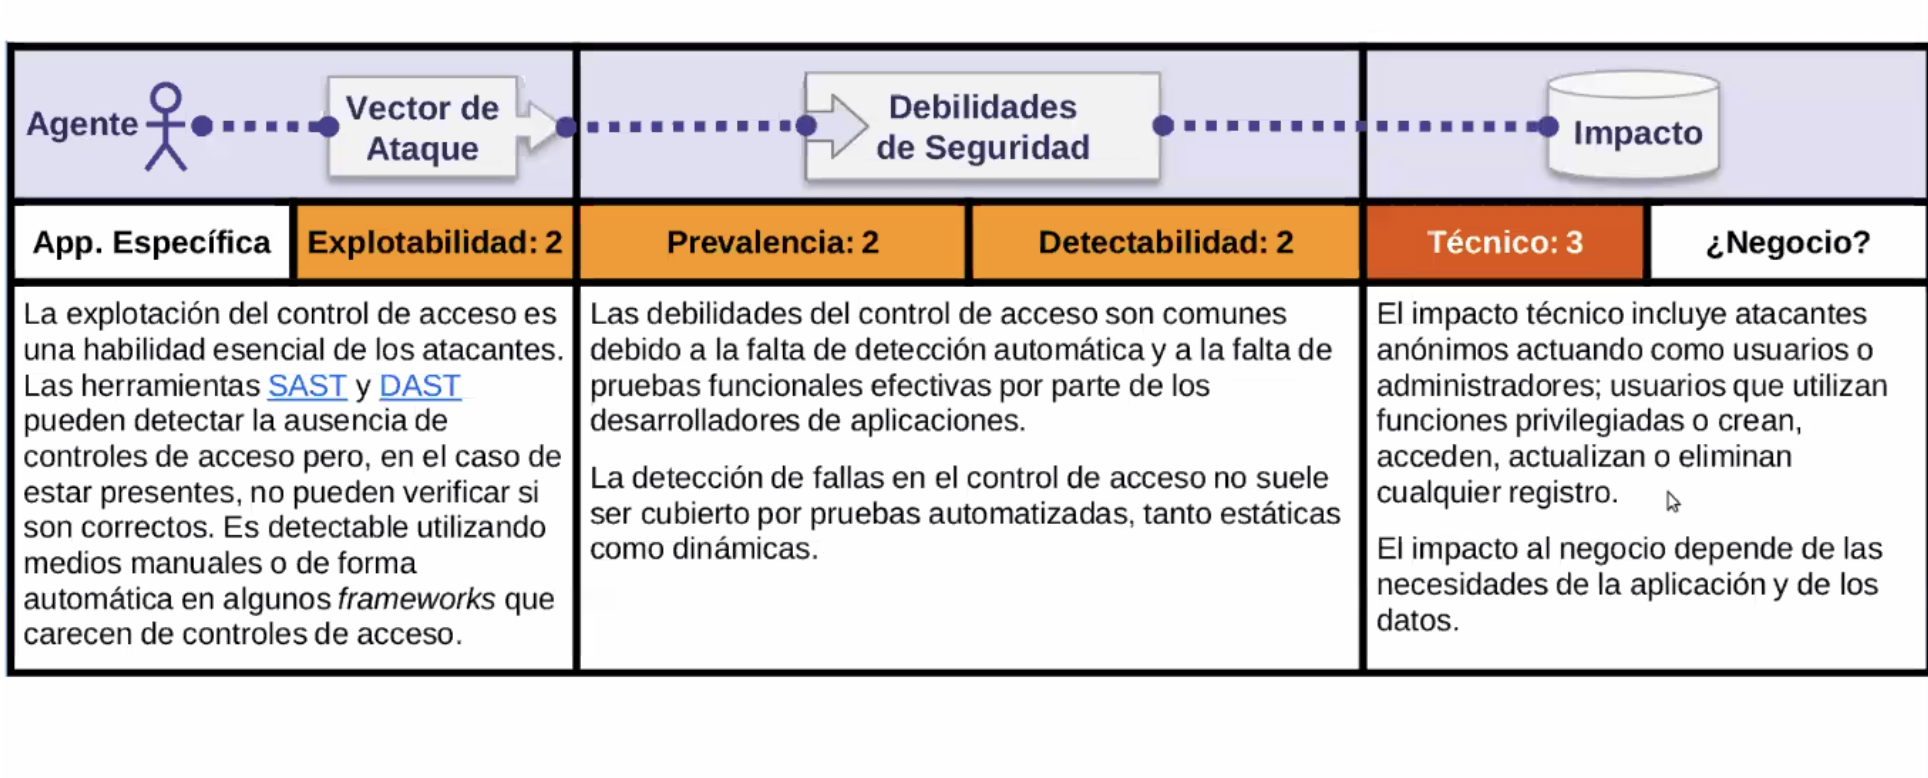 Agente
Vector de
Ataque
Debilidades
de Seguridad
Impacto
App. Específica
Explotabilidad: 2
Prevalencia: 2
Detectabilidad: 2
Técnico: 3
¿Negocio?
La explotación del control de acceso es
una habilidad esencial de los atacantes.
Las herramientas SAST y DAST
pueden detectar la ausencia de
controles de acceso pero, en el caso de
estar presentes, no pueden verificar si
son correctos. Es detectable utilizando
medios manuales o de forma
automática en algunos frameworks que
carecen de controles de acceso.
Las debilidades del control de acceso son comunes
debido a la falta de detección automática y a la falta de
pruebas funcionales efectivas por parte de los
desarrolladores de aplicaciones.
La detección de fallas en el control de acceso no suele
ser cubierto por pruebas automatizadas, tanto estáticas
como dinámicas.
El impacto técnico incluye atacantes
anónimos actuando como usuarios o
administradores; usuarios que utilizan
funciones privilegiadas o crean,
acceden, actualizan o eliminan
cualquier registro.
El impacto al negocio depende de las
necesidades de la aplicación y de los
datos.